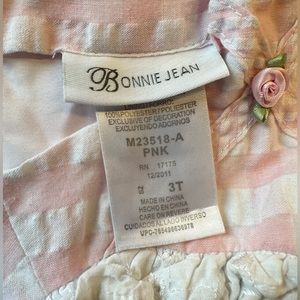 BONNIE JEAN
100%POLYESTER/POLIESTER
EXCLUSIVE OF DECORATION
EXCLUYENDO ADORNOS
M23518-A
PNK
RN 17175
12/2011
3T
MADE IN CHINA
HECHO EN CHINA
CARE ON REVERSE
CUIDADOS AL LADO INVERSO